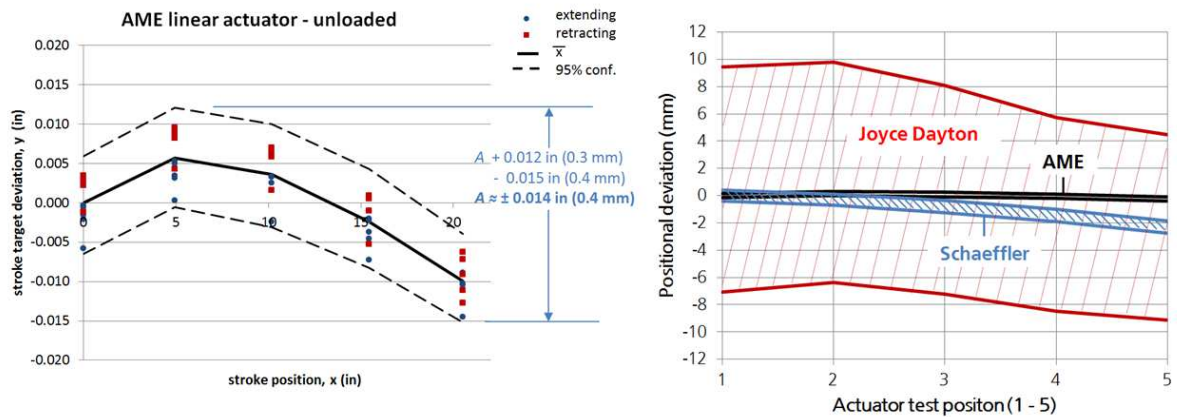 AME linear actuator - unloaded
extending
retracting
x̅
95% conf.
stroke target deviation, y (in)
0.020
0.015
0.010
0.005
0.000
-0.005
-0.010
-0.015
-0.020
0
5
10
15
20
stroke position, x (in)
A + 0.012 in (0.3 mm)
- 0.015 in (0.4 mm)
A ≈ ± 0.014 in (0.4 mm)
Positional deviation (mm)
12
10
8
6
4
2
0
-2
-4
-6
-8
-10
-12
Joyce Dayton
AME
Schaeffler
1
2
3
4
5
Actuator test positon (1 - 5)